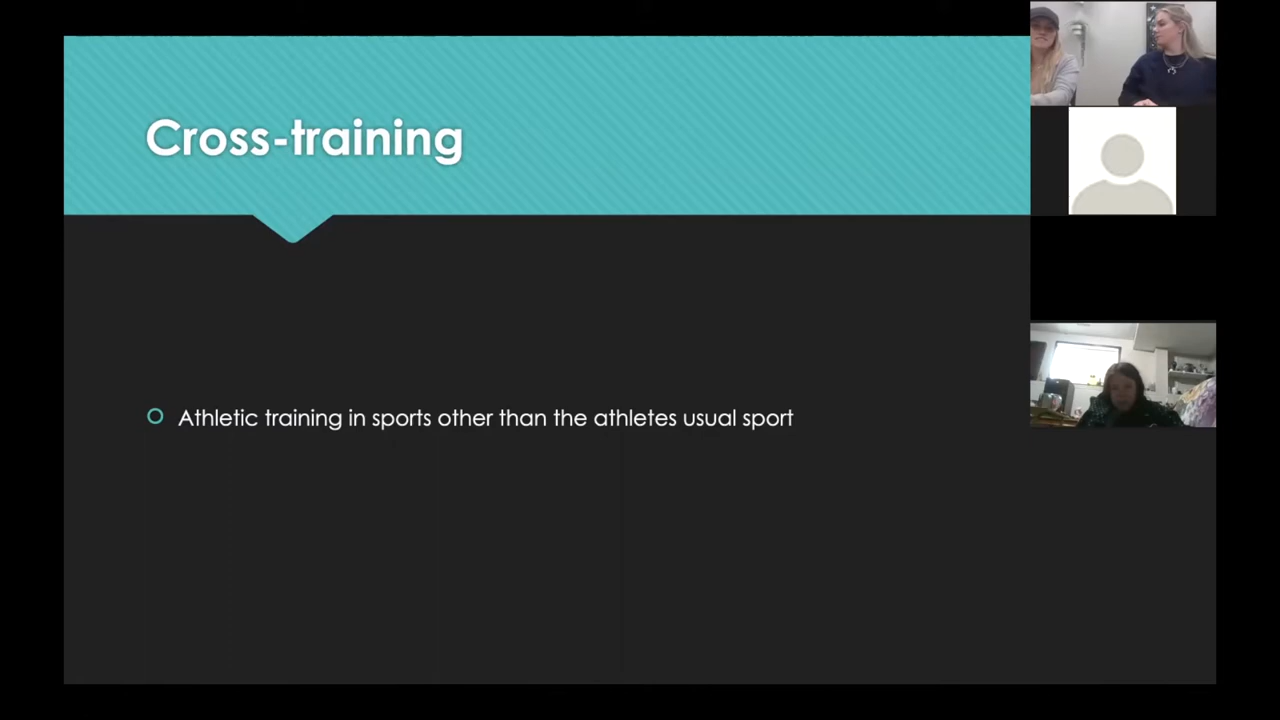 Cross-training
Athletic training in sports other than the athletes usual sport